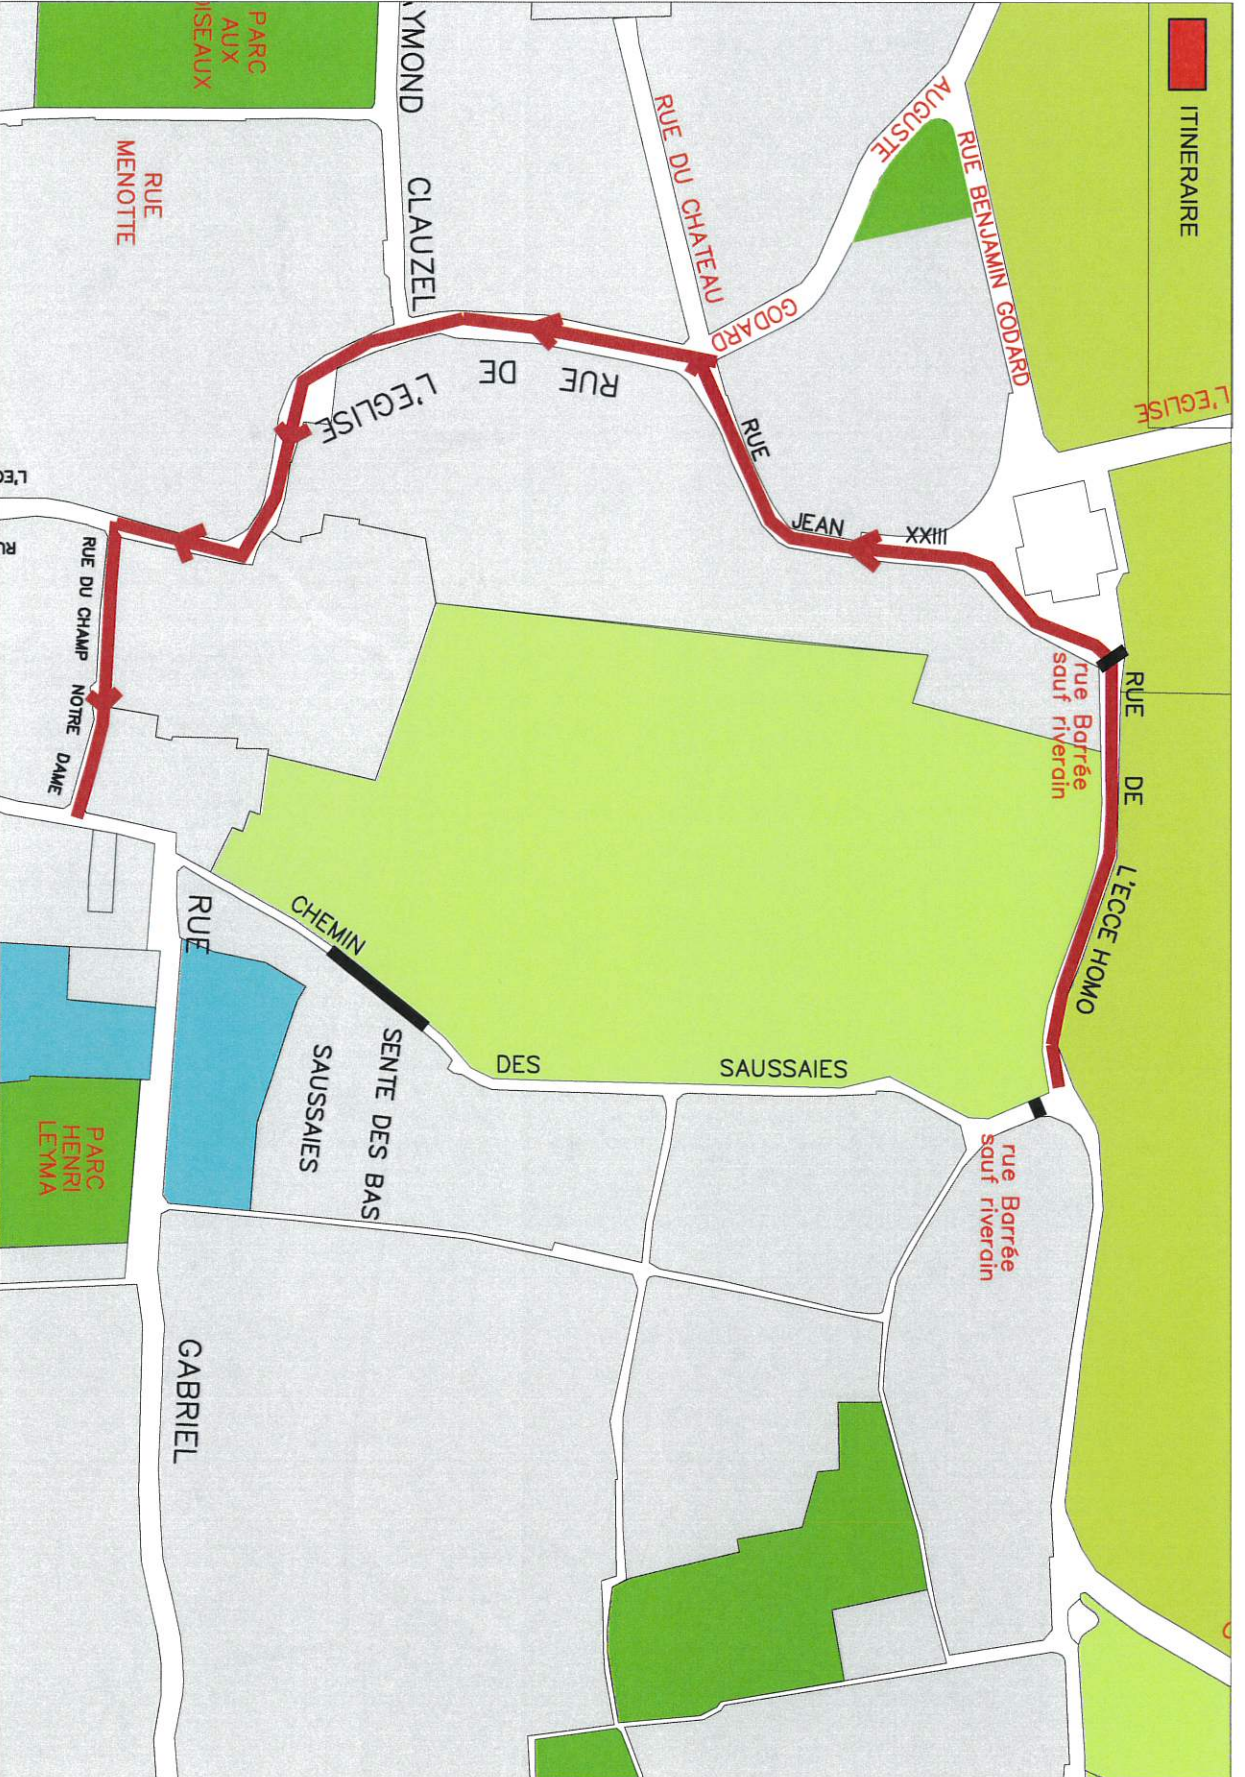 ITINERAIRE
L'EGLISE
RUE BENJAMIN GODARD
AUGUSTE
GODARD
RUE DU CHATEAU
PARC
AUX
YMOND
CLAUZEL
RUE
MENOTTE
RUE
DE
L'EGLISE
RUE
JEAN
XXIII
rue Barrée
sauf riverain
RUE
DE
L'ECCE HOMO
rue Barrée
sauf riverain
RUE DU CHAMP
NOTRE
DAME
CHEMIN
DES
SAUSSAIES
SENTE DES BAS
SAUSSAIES
RUE
GABRIEL
PARC
HENRI
LEYMA